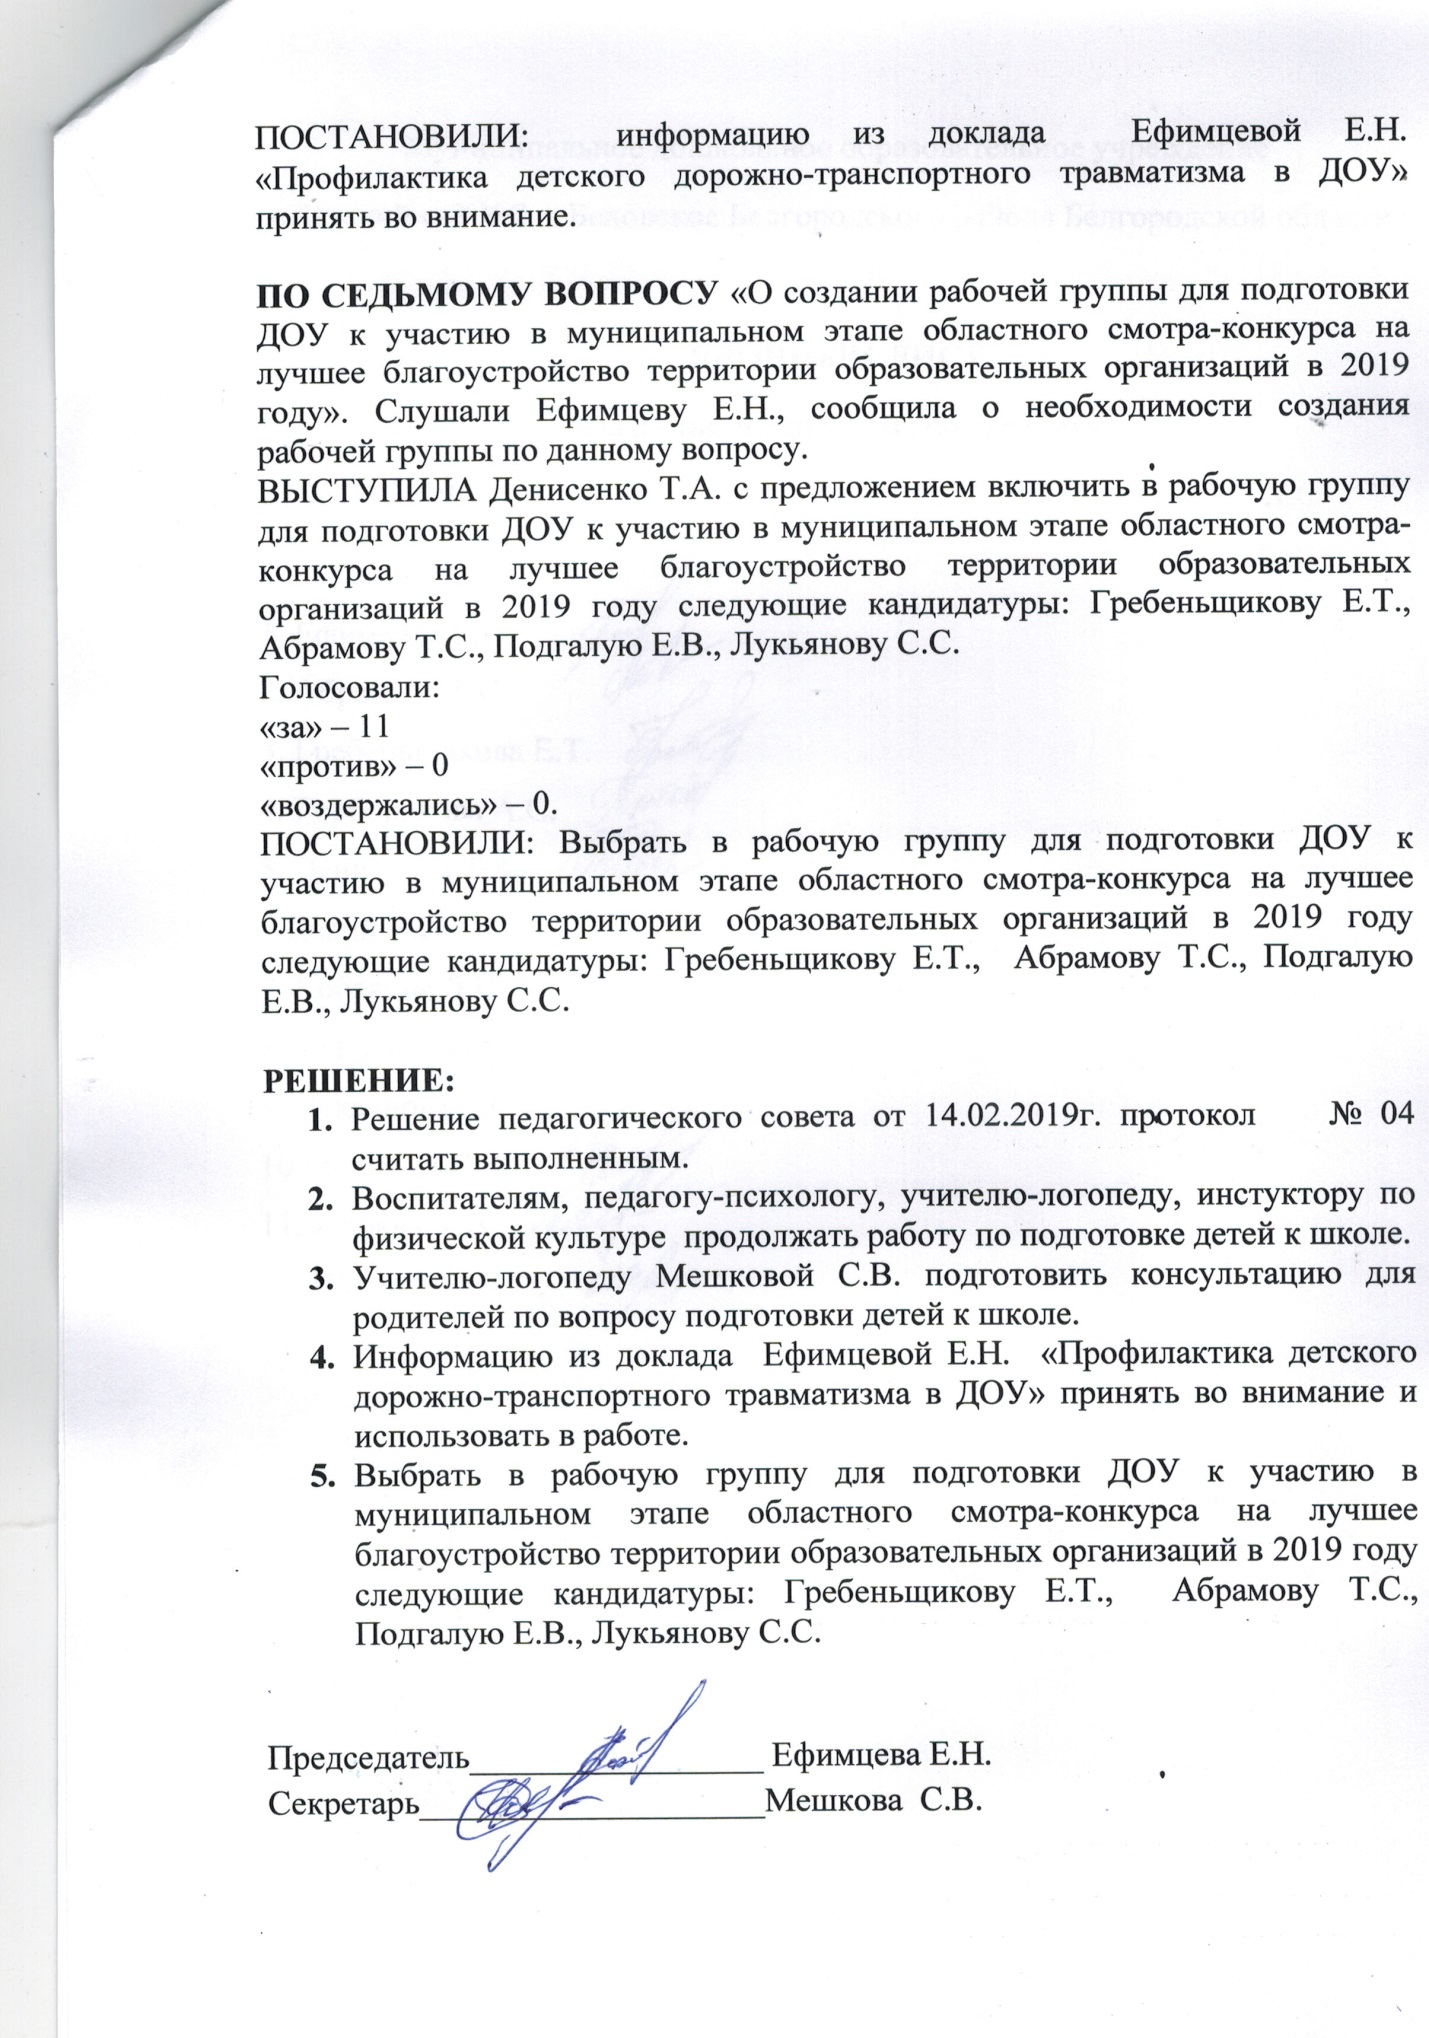 ПОСТАНОВИЛИ: информацию из доклада Ефимцевой Е.Н.
«Профилактика детского дорожно-транспортного травматизма в ДОУ»
принять во внимание.
ПО СЕДЬМОМУ ВОПРОСУ «О создании рабочей группы для подготовки
ДОУ к участию в муниципальном этапе областного смотра-конкурса на
лучшее благоустройство территории образовательных организаций в 2019
году». Слушали Ефимцеву Е.Н., сообщила о необходимости создания
рабочей группы по данному вопросу.
ВЫСТУПИЛА Денисенко Т.А. с предложением включить в рабочую группу
для подготовки ДОУ к участию в муниципальном этапе областного смотра-
конкурса на лучшее благоустройство территории образовательных
организаций в 2019 году следующие кандидатуры: Гребеньщикову Е.Т.,
Абрамову Т.С., Подгалую Е.В., Лукьянову С.С.
Голосовали:
«за» – 11
«против» – 0
«воздержались» – 0.
ПОСТАНОВИЛИ: Выбрать в рабочую группу для подготовки ДОУ к
участию в муниципальном этапе областного смотра-конкурса на лучшее
благоустройство территории образовательных организаций в 2019 году
следующие кандидатуры: Гребеньщикову Е.Т., Абрамову Т.С., Подгалую
Е.В., Лукьянову С.С.
РЕШЕНИЕ:
1. Решение педагогического совета от 14.02.2019г. протокол № 04
считать выполненным.
2. Воспитателям, педагогу-психологу, учителю-логопеду, инстуктору по
физической культуре продолжать работу по подготовке детей к школе.
3. Учителю-логопеду Мешковой С.В. подготовить консультацию для
родителей по вопросу подготовки детей к школе.
4. Информацию из доклада Ефимцевой Е.Н. «Профилактика детского
дорожно-транспортного травматизма в ДОУ» принять во внимание и
использовать в работе.
5. Выбрать в рабочую группу для подготовки ДОУ к участию в
муниципальном этапе областного смотра-конкурса на лучшее
благоустройство территории образовательных организаций в 2019 году
следующие кандидатуры: Гребеньщикову Е.Т., Абрамову Т.С.,
Подгалую Е.В., Лукьянову С.С.
Председатель_________________ Ефимцева Е.Н.
Секретарь____________________Мешкова С.В.